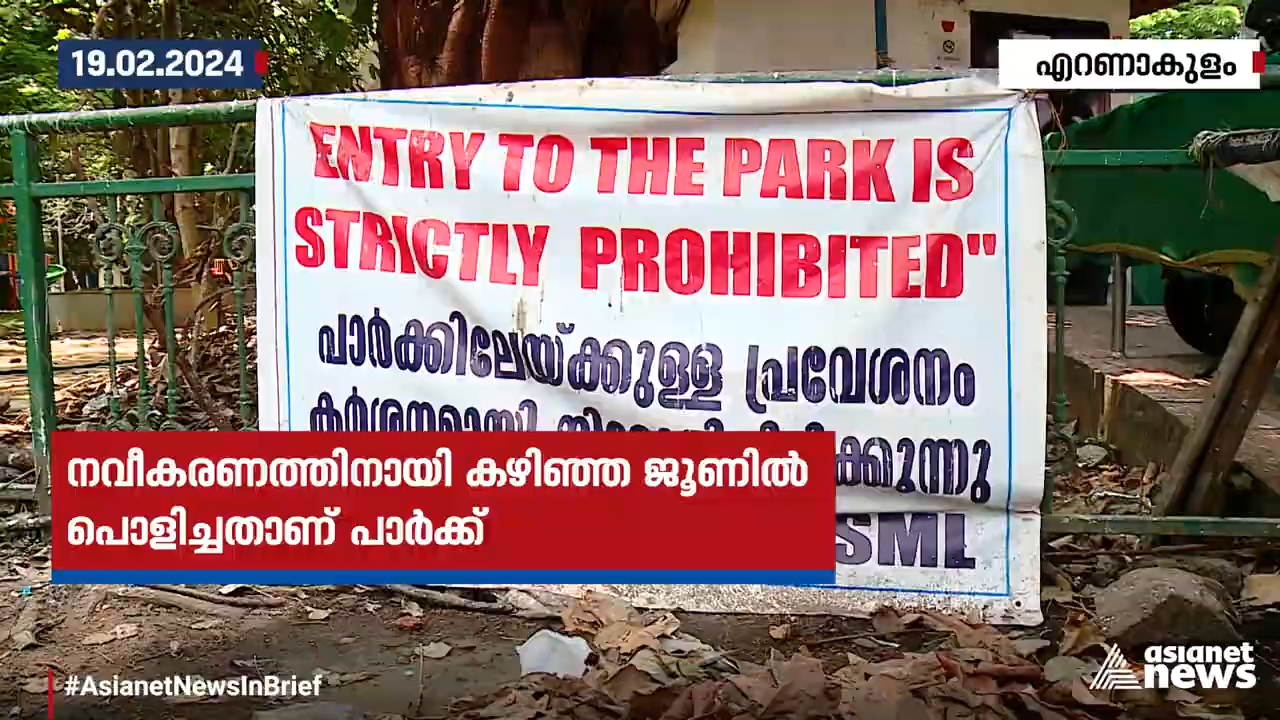 19.02.2024
എറണാകുളം
ENTRY TO THE PARK IS
STRICTLY PROHIBITED"
പാർക്കിലേയ്ക്കുള്ള പ്രവേശനം
കർശനമായി
നവീകരണത്തിനായി കഴിഞ്ഞ ജൂണിൽ
പൊളിച്ചതാണ് പാർക്ക്
#AsianetNewsInBrief
asianet
news